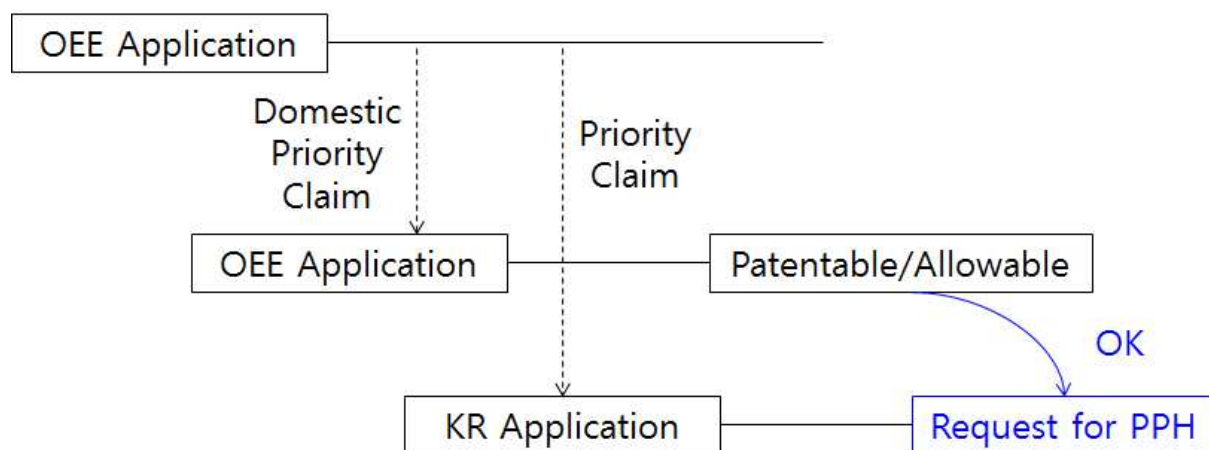 OEE Application
Domestic
Priority
Claim
Priority
Claim
OEE Application
Patentable/Allowable
OK
KR Application
Request for PPH